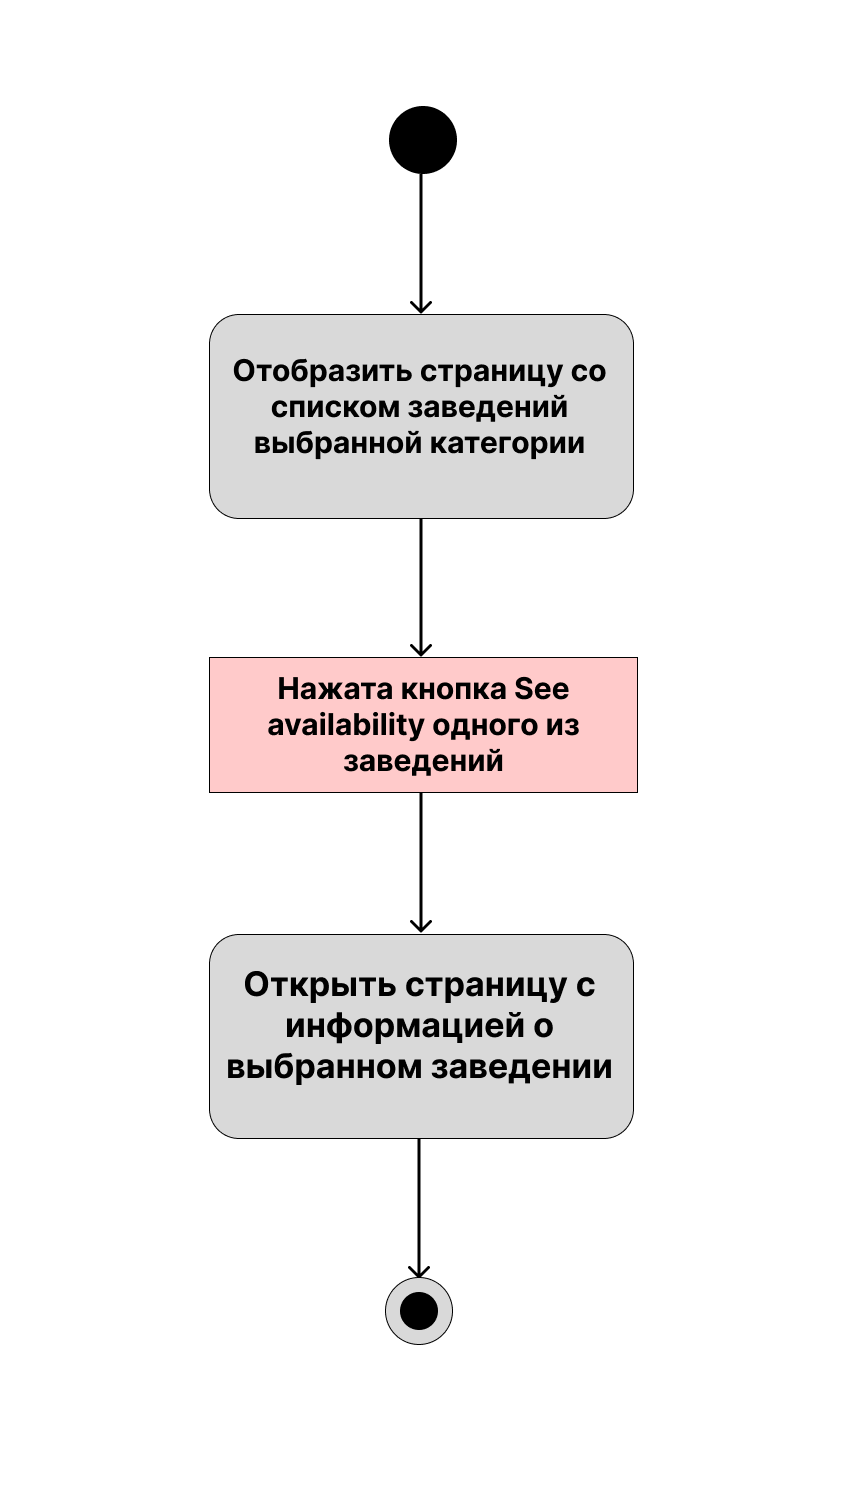 Отобразить страницу со
списком заведений
выбранной категории
Нажата кнопка See
availability одного из
заведений
Открыть страницу с
информацией о
выбранном заведении